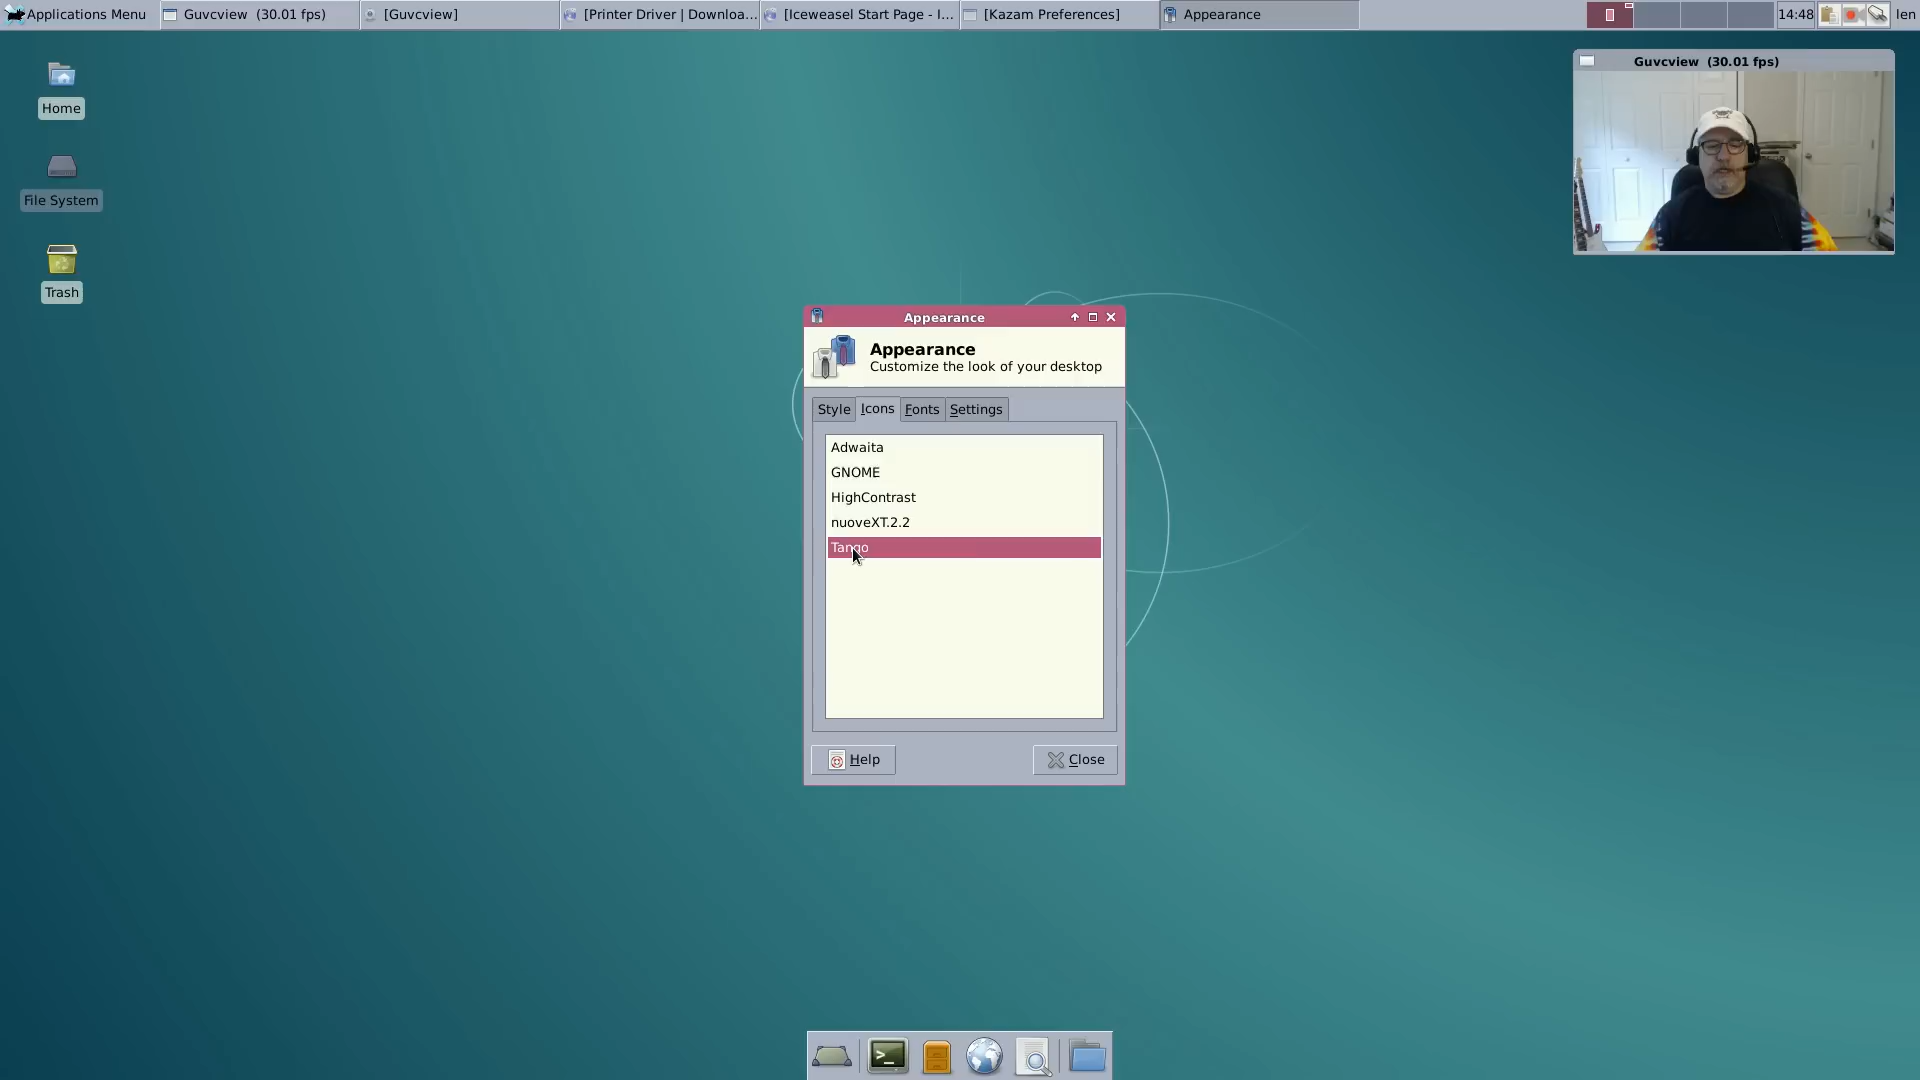 Applications Menu
Guvcview (30.01 fps)
[Guvcview]
[Printer Driver | Downloa...
[Iceweasel Start Page - I...
[Kazam Preferences]
Appearance
14:48
len
Home
File System
Trash
Guvcview (30.01 fps)
Appearance
Appearance
Customize the look of your desktop
Style
Icons
Fonts
Settings
Adwaita
GNOME
HighContrast
nuoveXT.2.2
Tango
Help
Close